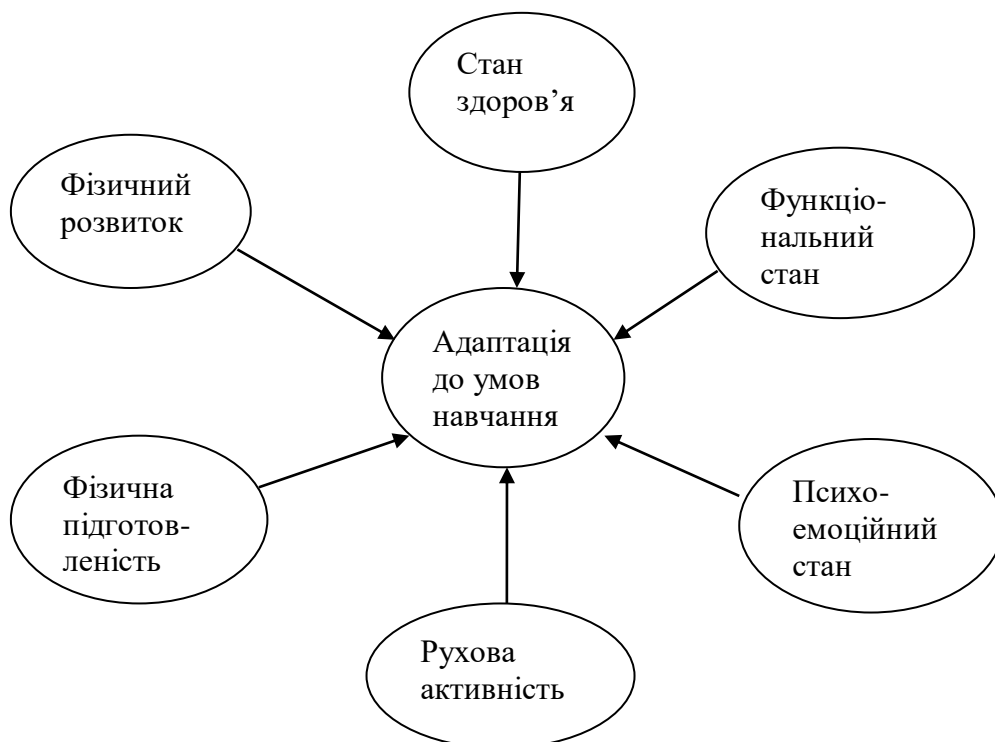 Стан
здоров’я
Фізичний
розвиток
Функціо-
нальний
стан
Адаптація
до умов
навчання
Фізична
підготов-
леність
Психо-
емоційний
стан
Рухова
активність